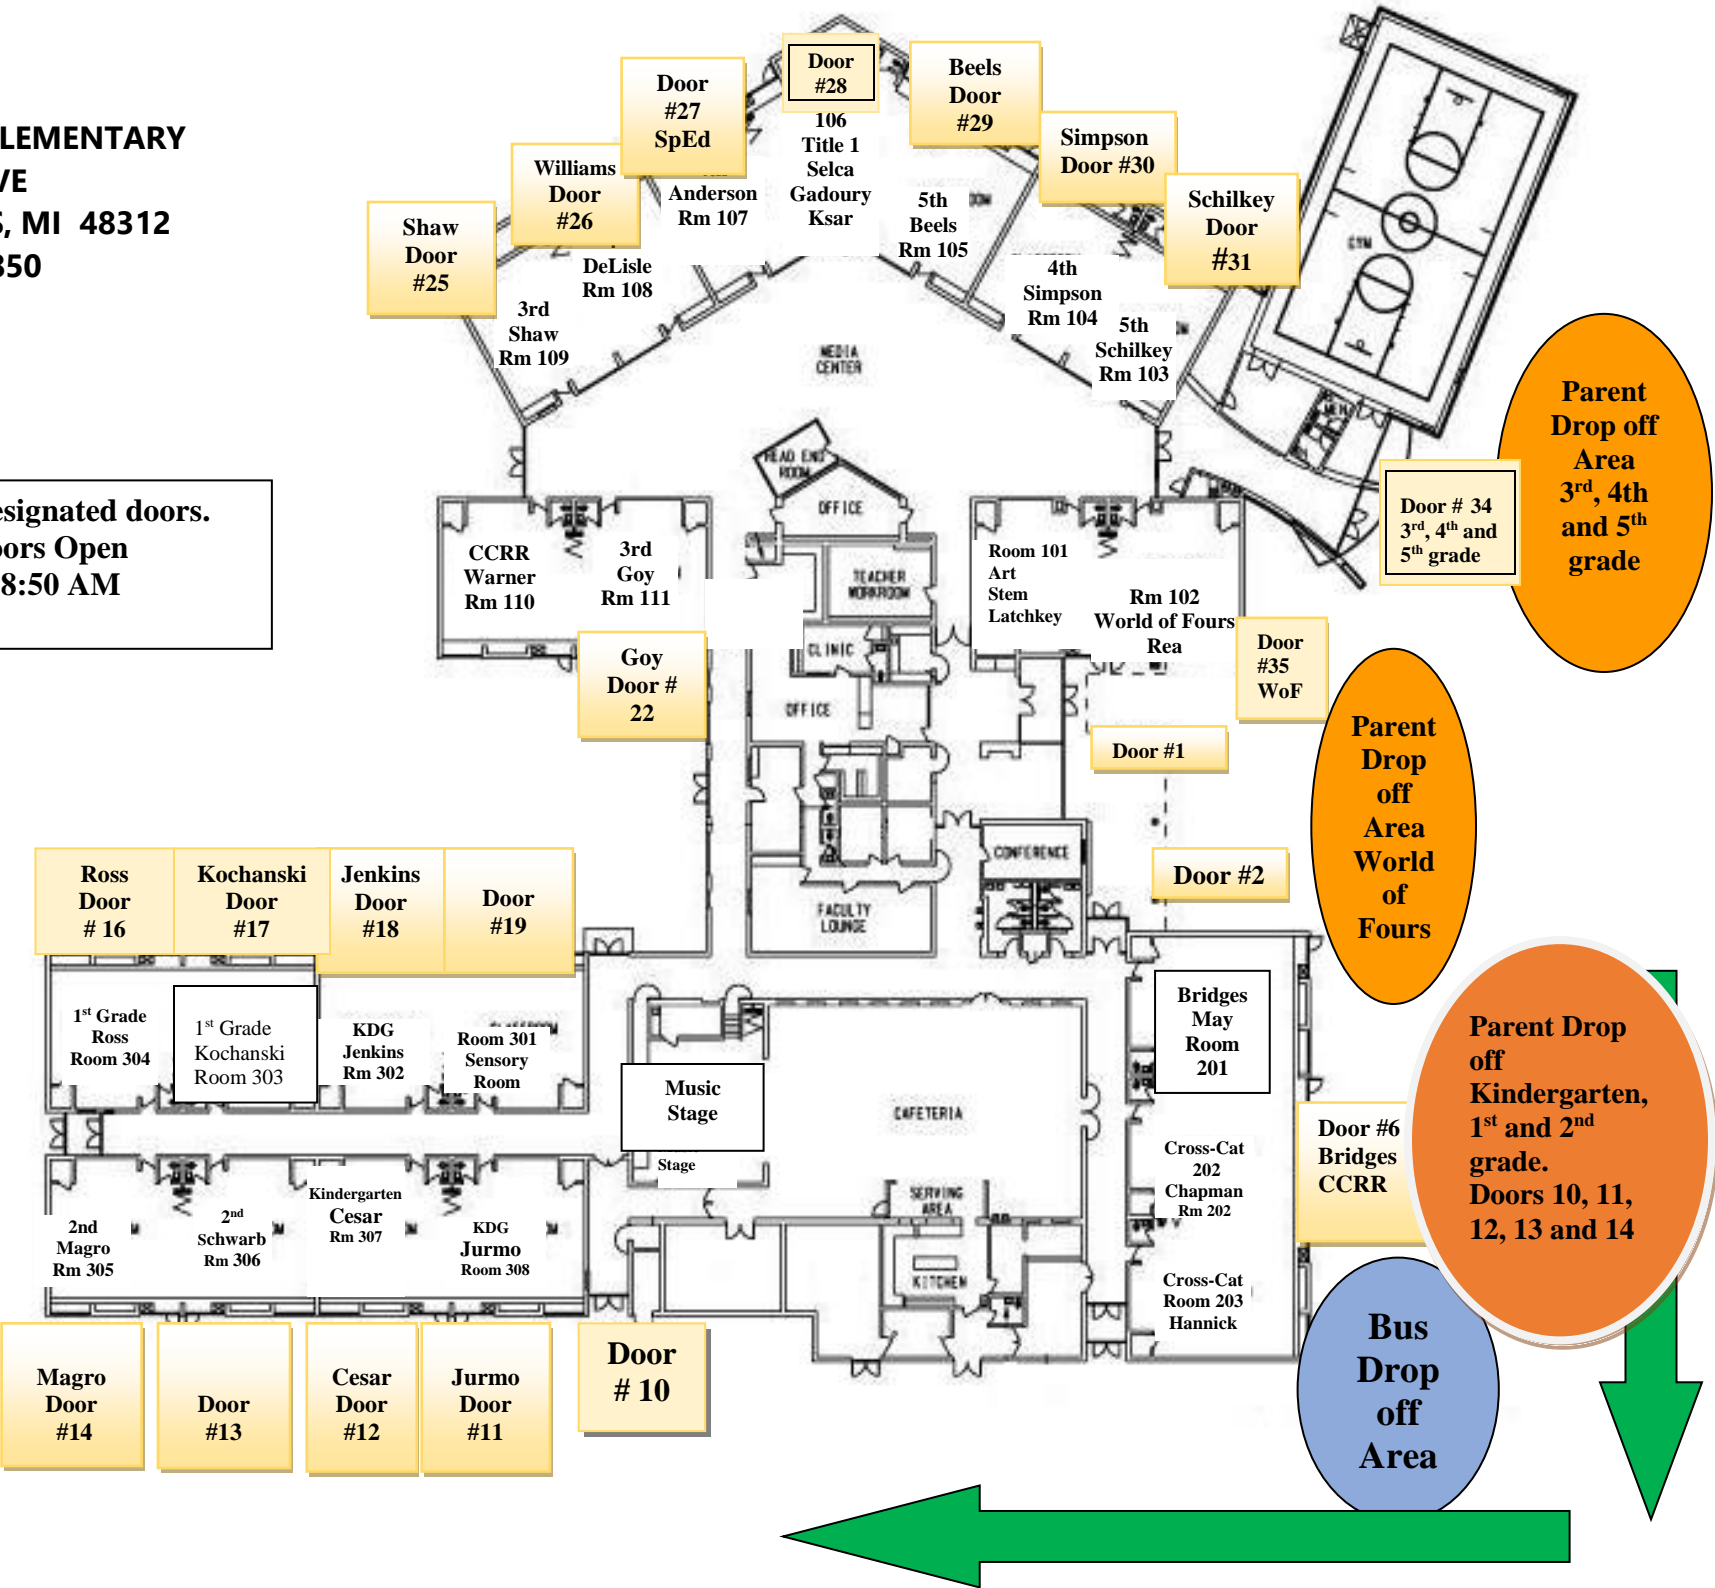 LEMENTARY
VE
S, MI 48312
350
esignated doors.
oors Open
8:50 AM
Door
#28
Door
#27
SpEd
Beels
Door
#29
Williams
Door
#26
Simpson
Door #30
Shaw
Door
#25
Schilkey
Door
#31
106
Title 1
Selca
Gadoury
Ksar
Anderson
Rm 107
5th
Beels
Rm 105
DeLisle
Rm 108
4th
Simpson
Rm 104
3rd
Shaw
Rm 109
5th
Schilkey
Rm 103
GYM
MEN
MEDIA
CENTER
READ END
ROOM
OFFICE
Parent
Drop off
Area
3rd, 4th
and 5th
grade
Door # 34
3rd, 4th and
5th grade
CCRR
Warner
Rm 110
3rd
Goy
Rm 111
TEACHER
WORKROOM
Room 101
Art
Stem
Latchkey
Rm 102
World of Fours
Rea
CLINIC
Goy
Door #
22
OFFICE
Door
#35
WoF
Door #1
Parent
Drop
off
Area
World
of
Fours
CONFERENCE
Door #2
FACULTY
LOUNGE
Ross
Door
# 16
Kochanski
Door
#17
Jenkins
Door
#18
Door
#19
1st Grade
Ross
Room 304
1st Grade
Kochanski
Room 303
KDG
Jenkins
Rm 302
Room 301
Sensory
Room
Music
Stage
Stage
CAFETERIA
Bridges
May
Room
201
Parent Drop
off
Kindergarten,
1st and 2nd
grade.
Doors 10, 11,
12, 13 and 14
Door #6
Bridges
CCRR
Cross-Cat
202
Chapman
Rm 202
SERVING
AREA
KITCHEN
2nd
Magro
Rm 305
2nd
Schwarb
Rm 306
Kindergarten
Cesar
Rm 307
KDG
Jurmo
Room 308
Cross-Cat
Room 203
Hannick
Magro
Door
#14
Door
#13
Cesar
Door
#12
Jurmo
Door
#11
Door
# 10
Bus
Drop
off
Area